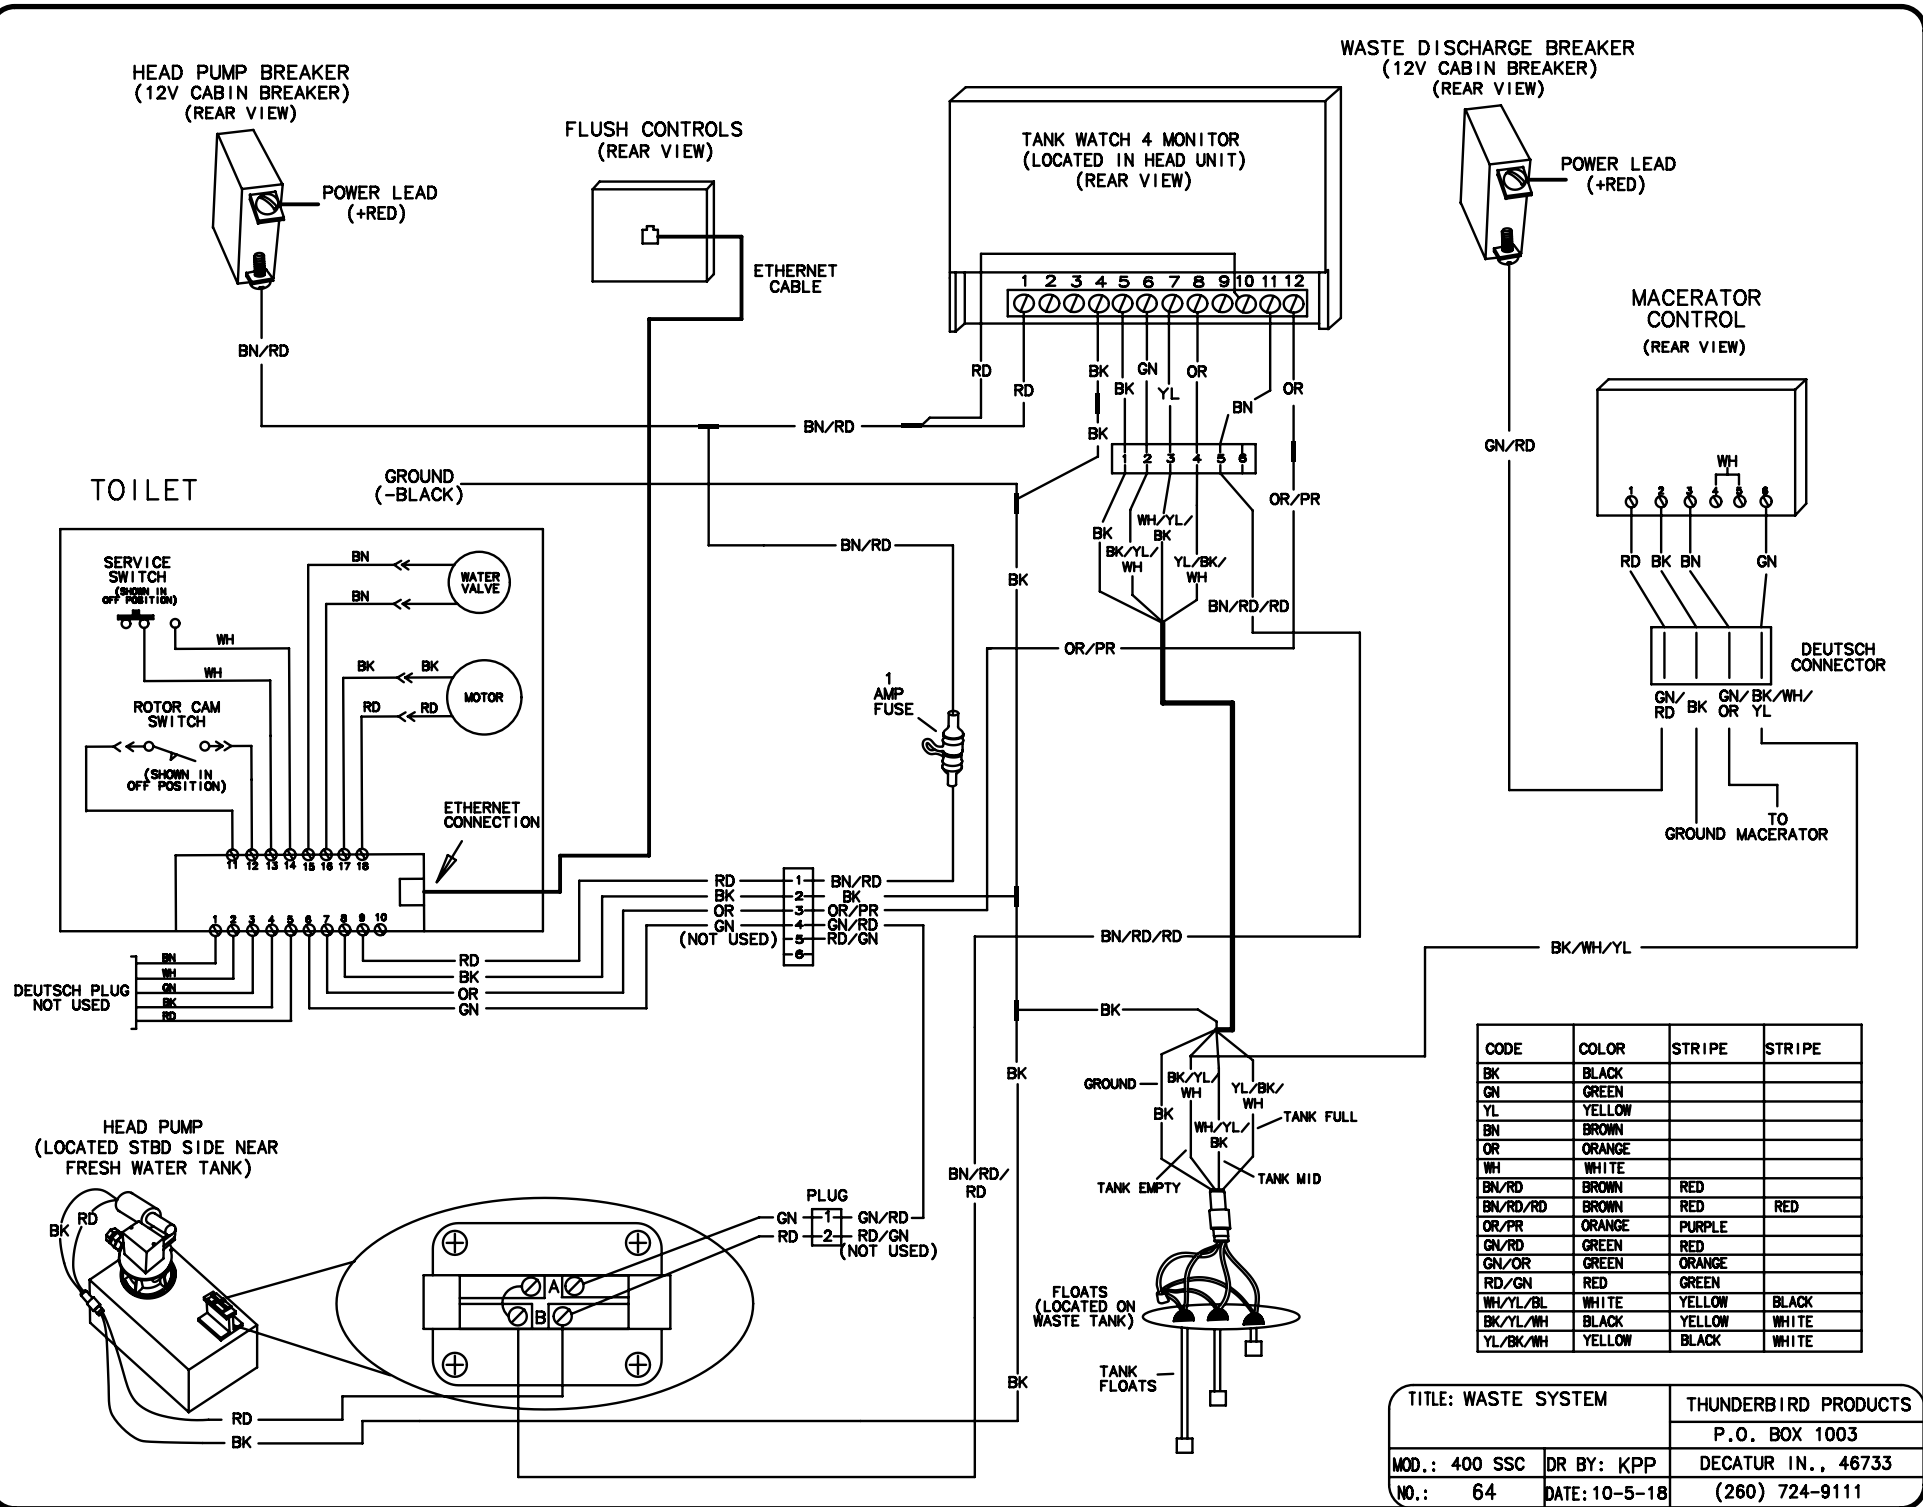 HEAD PUMP BREAKER
(12V CABIN BREAKER)
(REAR VIEW)
POWER LEAD
(+RED)
BN/RD
FLUSH CONTROLS
(REAR VIEW)
ETHERNET
CABLE
TANK WATCH 4 MONITOR
(LOCATED IN HEAD UNIT)
(REAR VIEW)
1 2 3 4 5 6 7 8 9 10 11 12
RD
RD
BK
BK
GN
YL
OR
BN
OR
BK
1 2 3 4 5 6
WASTE DISCHARGE BREAKER
(12V CABIN BREAKER)
(REAR VIEW)
POWER LEAD
(+RED)
GN/RD
MACERATOR
CONTROL
(REAR VIEW)
WH
1 2 3 4 5 6
RD BK BN GN
DEUTSCH
CONNECTOR
GN/
RD
BK
GN/
OR
BK/WH/
YL
GROUND
TO
MACERATOR
BN/RD
GROUND
(-BLACK)
BN/RD
BK
OR/PR
BK
BK/YL/
WH
WH/YL/
BK
YL/BK/
WH
BN/RD/RD
OR/PR
1
AMP
FUSE
TOILET
SERVICE
SWITCH
(SHOWN IN
OFF POSITION)
WH
WH
ROTOR CAM
SWITCH
(SHOWN IN
OFF POSITION)
BN
BN
WATER
VALVE
BK BK
RD RD
MOTOR
ETHERNET
CONNECTION
11 12 13 14 15 16 17 18
1 2 3 4 5 6 7 8 9 10
DEUTSCH PLUG
NOT USED
BN
WH
GN
BK
RD
RD
BK
OR
GN
RD 1 BN/RD
BK 2 BK
OR 3 OR/PR
GN 4 GN/RD
(NOT USED) 5 RD/GN
6
BN/RD/RD
BK/WH/YL
BK
BK
GROUND
BK
BK/YL/
WH
WH/YL/
BK
YL/BK/
WH
TANK FULL
TANK EMPTY
TANK MID
BN/RD/
RD
FLOATS
(LOCATED ON
WASTE TANK)
TANK
FLOATS
BK
HEAD PUMP
(LOCATED STBD SIDE NEAR
FRESH WATER TANK)
BK
RD
A
B
PLUG
GN 1 GN/RD
RD 2 RD/GN
(NOT USED)
RD
BK
CODE COLOR STRIPE STRIPE
BK BLACK
GN GREEN
YL YELLOW
BN BROWN
OR ORANGE
WH WHITE
BN/RD BROWN RED
BN/RD/RD BROWN RED RED
OR/PR ORANGE PURPLE
GN/RD GREEN RED
GN/OR GREEN ORANGE
RD/GN RED GREEN
WH/YL/BL WHITE YELLOW BLACK
BK/YL/WH BLACK YELLOW WHITE
YL/BK/WH YELLOW BLACK WHITE
TITLE: WASTE SYSTEM
MOD.: 400 SSC
DR BY: KPP
NO.: 64
DATE: 10-5-18
THUNDERBIRD PRODUCTS
P.O. BOX 1003
DECATUR IN., 46733
(260) 724-9111